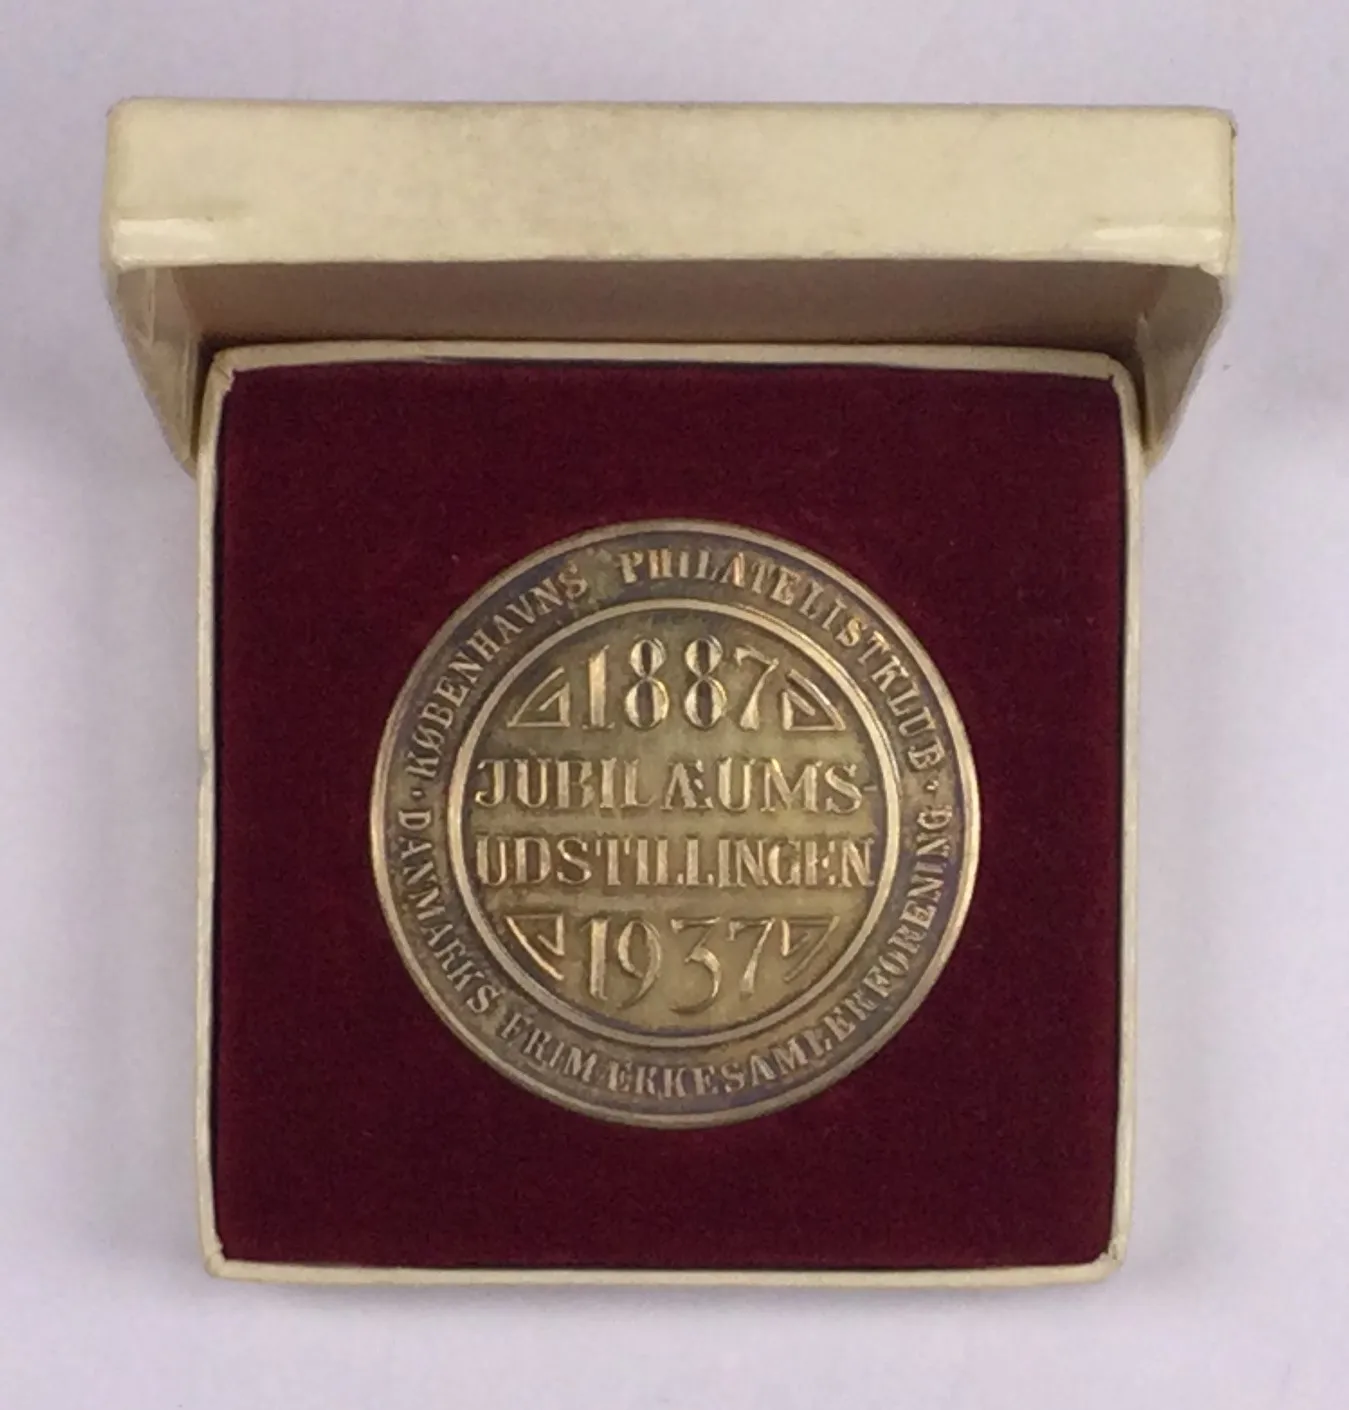 KØBENHAVNS PHILATELISTKLUB ·
DANMARKS FRIMÆRKESAMLERFORENING ·
1887
JUBILÆUMS-
UDSTILLINGEN
1937